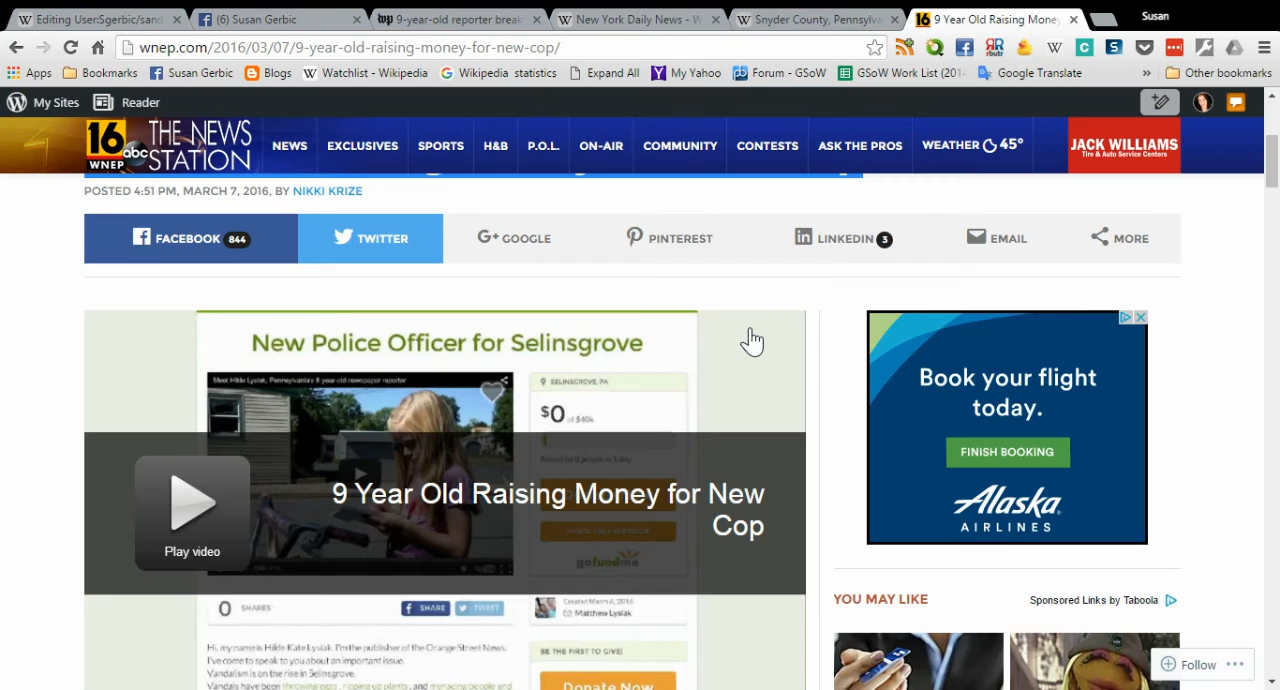 Editing User:Sgerbic/sand
(6) Susan Gerbic
9-year-old reporter break
New York Daily News - W
Snyder County, Pennsylva
9 Year Old Raising Money
Susan
wnep.com/2016/03/07/9-year-old-raising-money-for-new-cop/
Apps
Bookmarks
Susan Gerbic
Blogs
Watchlist - Wikipedia
Wikipedia statistics
Expand All
My Yahoo
Forum - GSoW
GSoW Work List (201
Google Translate
» Other bookmarks
My Sites
Reader
16 WNEP abc
THE NEWS
STATION
NEWS
EXCLUSIVES
SPORTS
H&B
P.O.L.
ON-AIR
COMMUNITY
CONTESTS
ASK THE PROS
WEATHER 45°
JACK WILLIAMS
Tire & Auto Service Centers
POSTED 4:51 PM, MARCH 7, 2016, BY NIKKI KRIZE
FACEBOOK 844
TWITTER
G+ GOOGLE
PINTEREST
LINKEDIN 3
EMAIL
MORE
New Police Officer for Selinsgrove
Meet Hilde Lysiak, Pennsylvania's 8 year old newspaper reporter
SELINSGROVE, PA
$0 of $40k
Raised by 0 people in 1 day
gofundme
9 Year Old Raising Money for New
Cop
Play video
0 SHARES
SHARE
TWEET
Created March 6, 2016
Matthew Lysiak
Hi, my name is Hilde Kate Lysiak. I'm the publisher of the Orange Street News.
I've come to speak to you about an important issue.
Vandalism is on the rise in Selinsgrove.
Vandals have been throwing eggs, ripping up plants, and menacing people and
BE THE FIRST TO GIVE!
Donate Now
Book your flight
today.
FINISH BOOKING
Alaska
AIRLINES
YOU MAY LIKE
Sponsored Links by Taboola
Follow